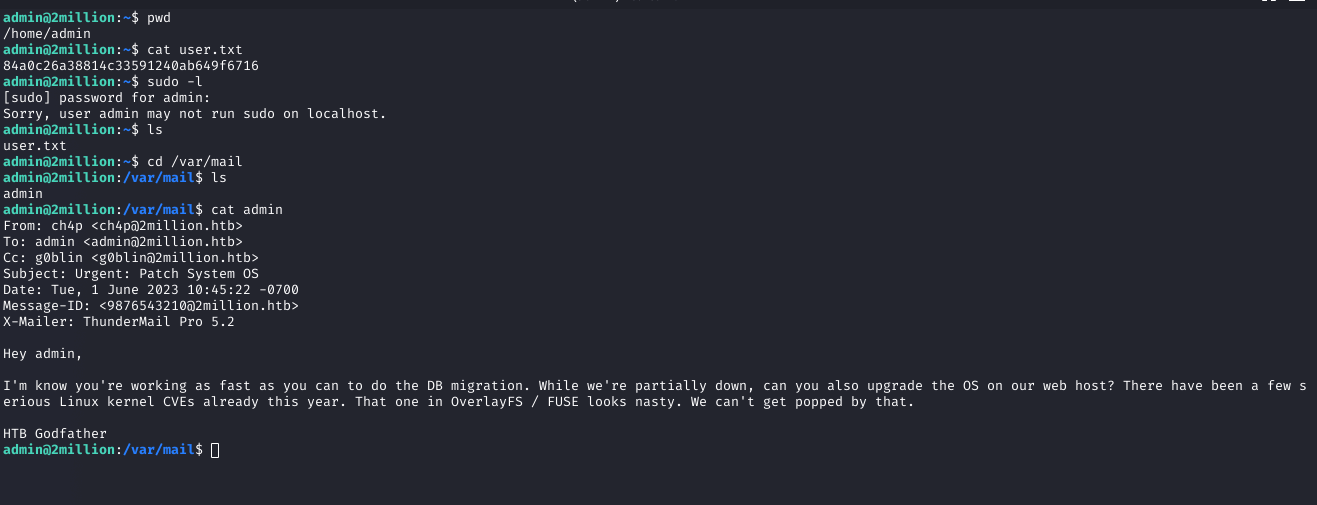 admin@2million:~$ pwd
/home/admin
admin@2million:~$ cat user.txt
84a0c26a38814c33591240ab649f6716
admin@2million:~$ sudo -l
[sudo] password for admin:
Sorry, user admin may not run sudo on localhost.
admin@2million:~$ ls
user.txt
admin@2million:~$ cd /var/mail
admin@2million:/var/mail$ ls
admin
admin@2million:/var/mail$ cat admin
From: ch4p <ch4p@2million.htb>
To: admin <admin@2million.htb>
Cc: g0blin <g0blin@2million.htb>
Subject: Urgent: Patch System OS
Date: Tue, 1 June 2023 10:45:22 -0700
Message-ID: <9876543210@2million.htb>
X-Mailer: ThunderMail Pro 5.2
Hey admin,
I'm know you're working as fast as you can to do the DB migration. While we're partially down, can you also upgrade the OS on our web host? There have been a few s
erious Linux kernel CVEs already this year. That one in OverlayFS / FUSE looks nasty. We can't get popped by that.
HTB Godfather
admin@2million:/var/mail$